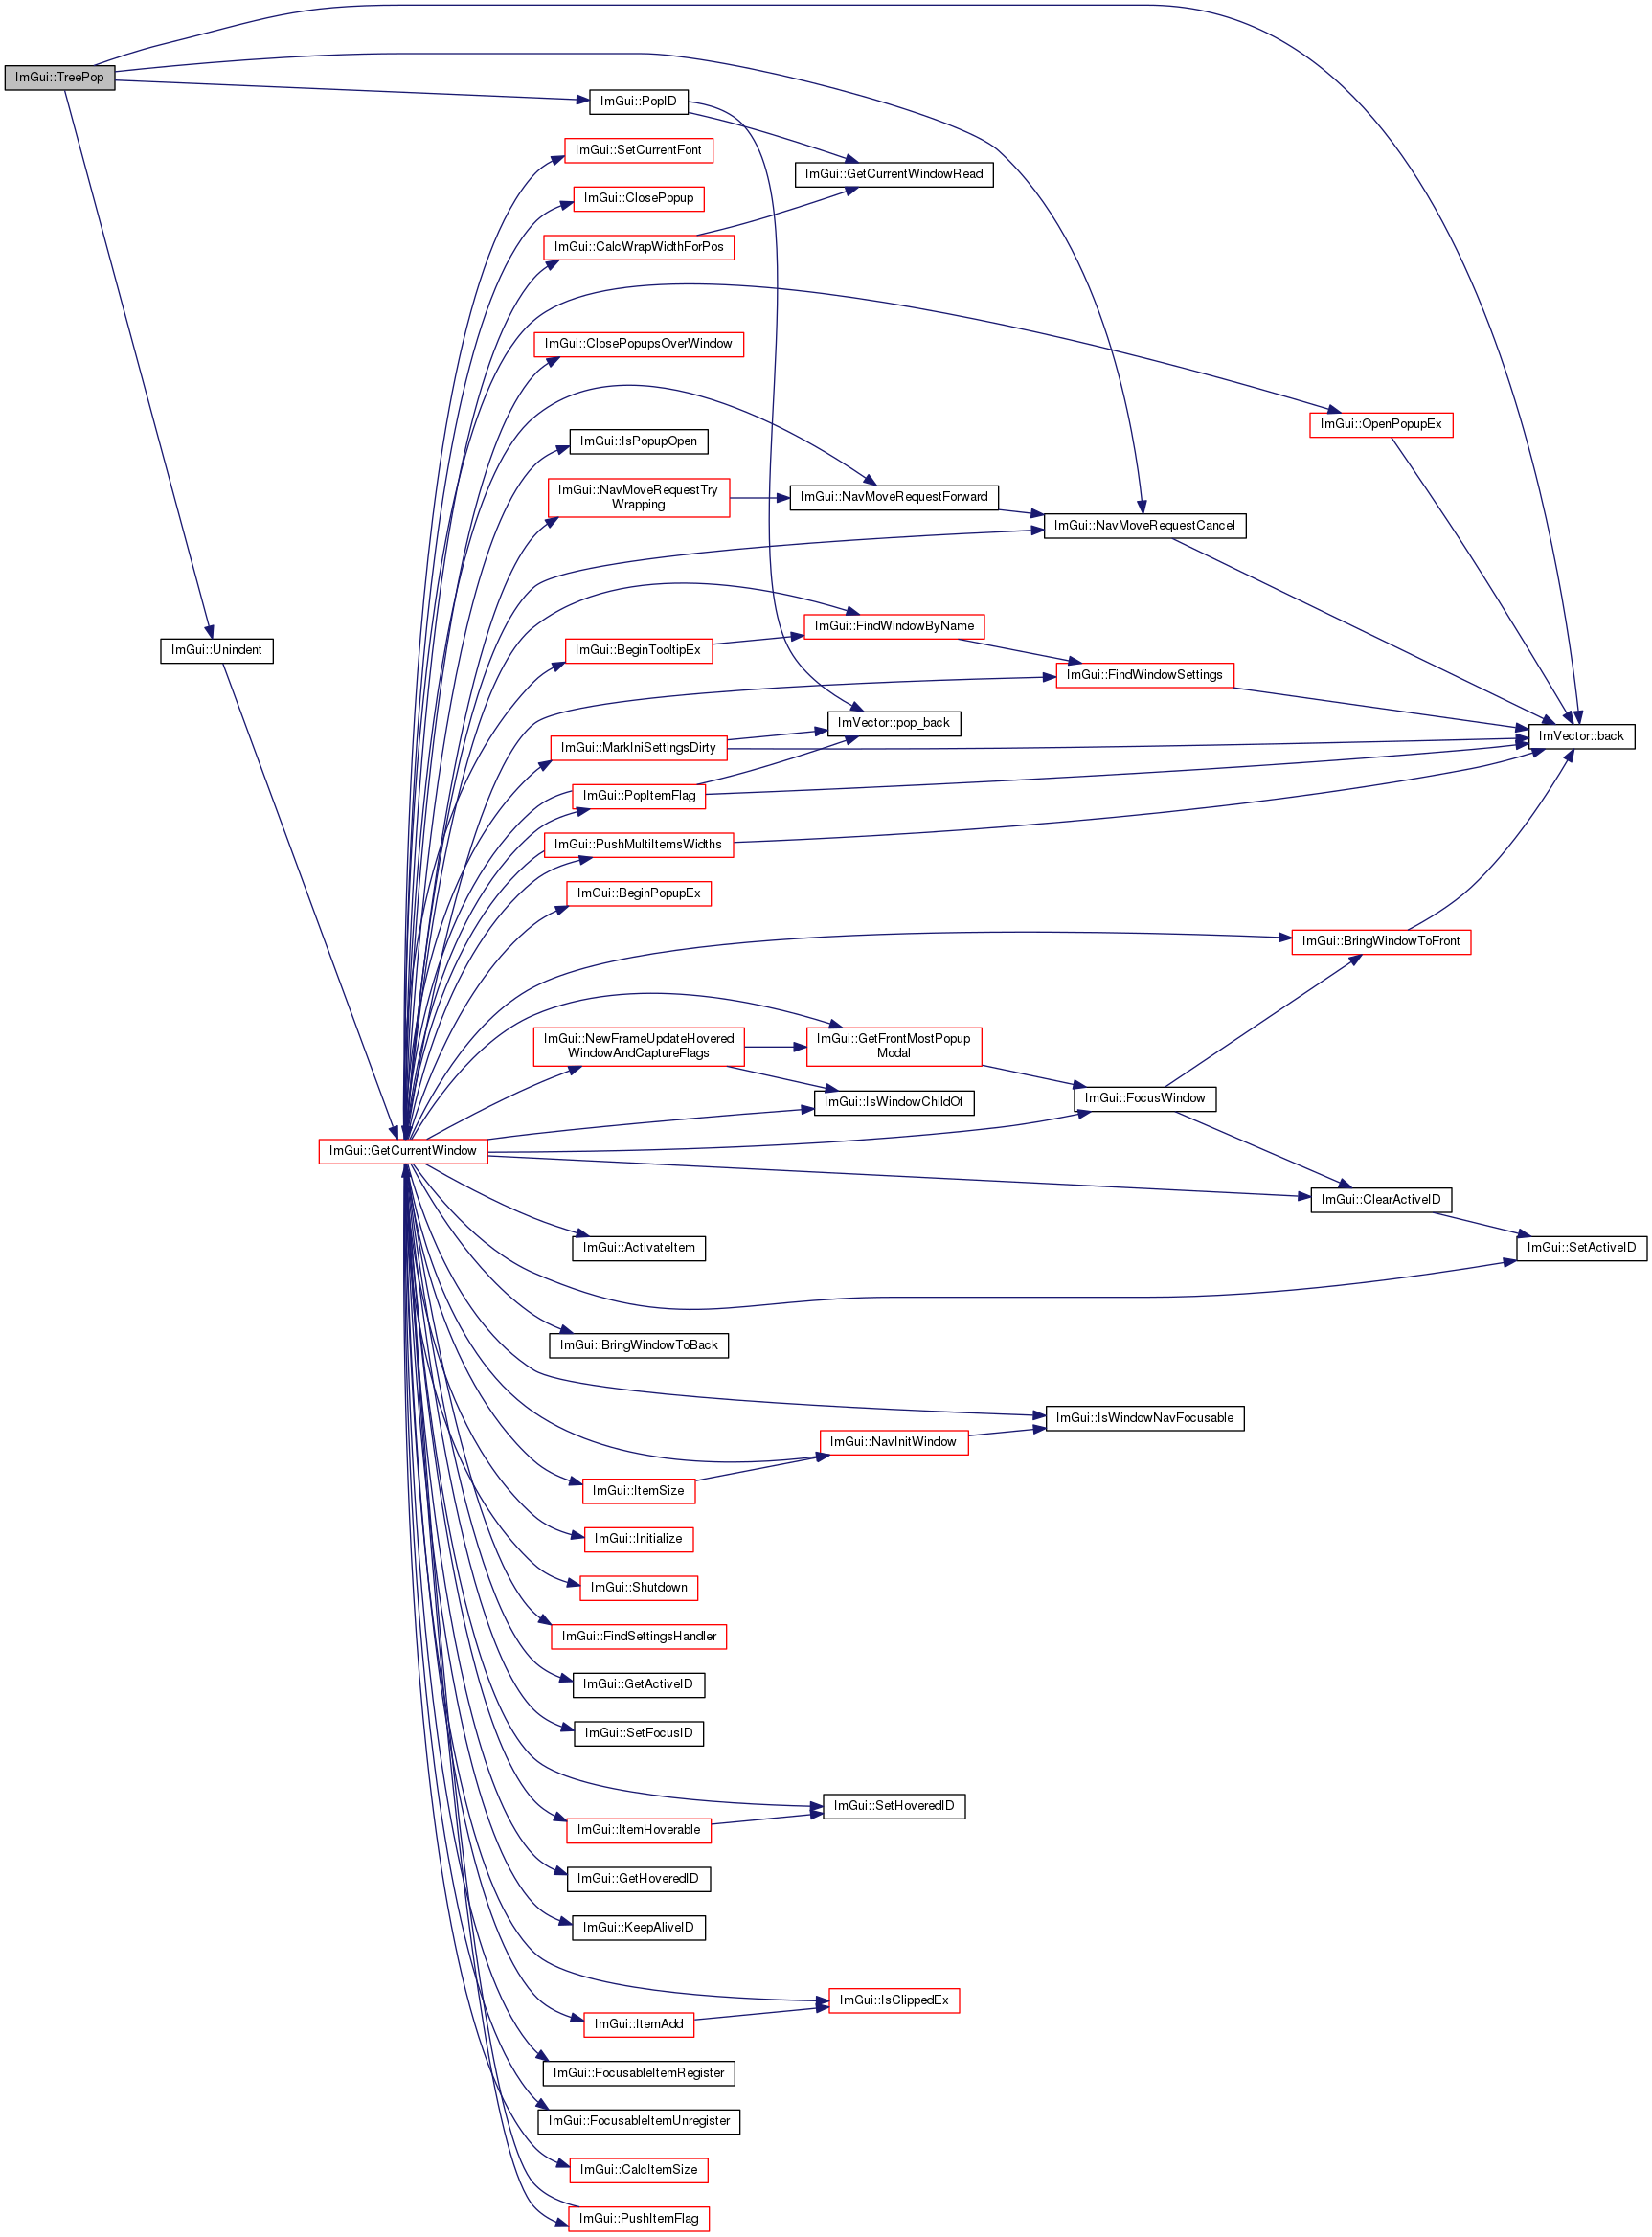 ImGui::TreePop
ImGui::PopID
ImGui::SetCurrentFont
ImGui::GetCurrentWindowRead
ImGui::ClosePopup
ImGui::CalcWrapWidthForPos
ImGui::ClosePopupsOverWindow
ImGui::OpenPopupEx
ImGui::IsPopupOpen
ImGui::NavMoveRequestTry
Wrapping
ImGui::NavMoveRequestForward
ImGui::NavMoveRequestCancel
ImGui::FindWindowByName
ImGui::Unindent
ImGui::BeginTooltipEx
ImGui::FindWindowSettings
ImVector::pop_back
ImVector::back
ImGui::MarkIniSettingsDirty
ImGui::PopItemFlag
ImGui::PushMultiItemsWidths
ImGui::BeginPopupEx
ImGui::BringWindowToFront
ImGui::NewFrameUpdateHovered
WindowAndCaptureFlags
ImGui::GetFrontMostPopup
Modal
ImGui::IsWindowChildOf
ImGui::FocusWindow
ImGui::GetCurrentWindow
ImGui::ClearActiveID
ImGui::ActivateItem
ImGui::SetActiveID
ImGui::BringWindowToBack
ImGui::IsWindowNavFocusable
ImGui::NavInitWindow
ImGui::ItemSize
ImGui::Initialize
ImGui::Shutdown
ImGui::FindSettingsHandler
ImGui::GetActiveID
ImGui::SetFocusID
ImGui::SetHoveredID
ImGui::ItemHoverable
ImGui::GetHoveredID
ImGui::KeepAliveID
ImGui::IsClippedEx
ImGui::ItemAdd
ImGui::FocusableItemRegister
ImGui::FocusableItemUnregister
ImGui::CalcItemSize
ImGui::PushItemFlag